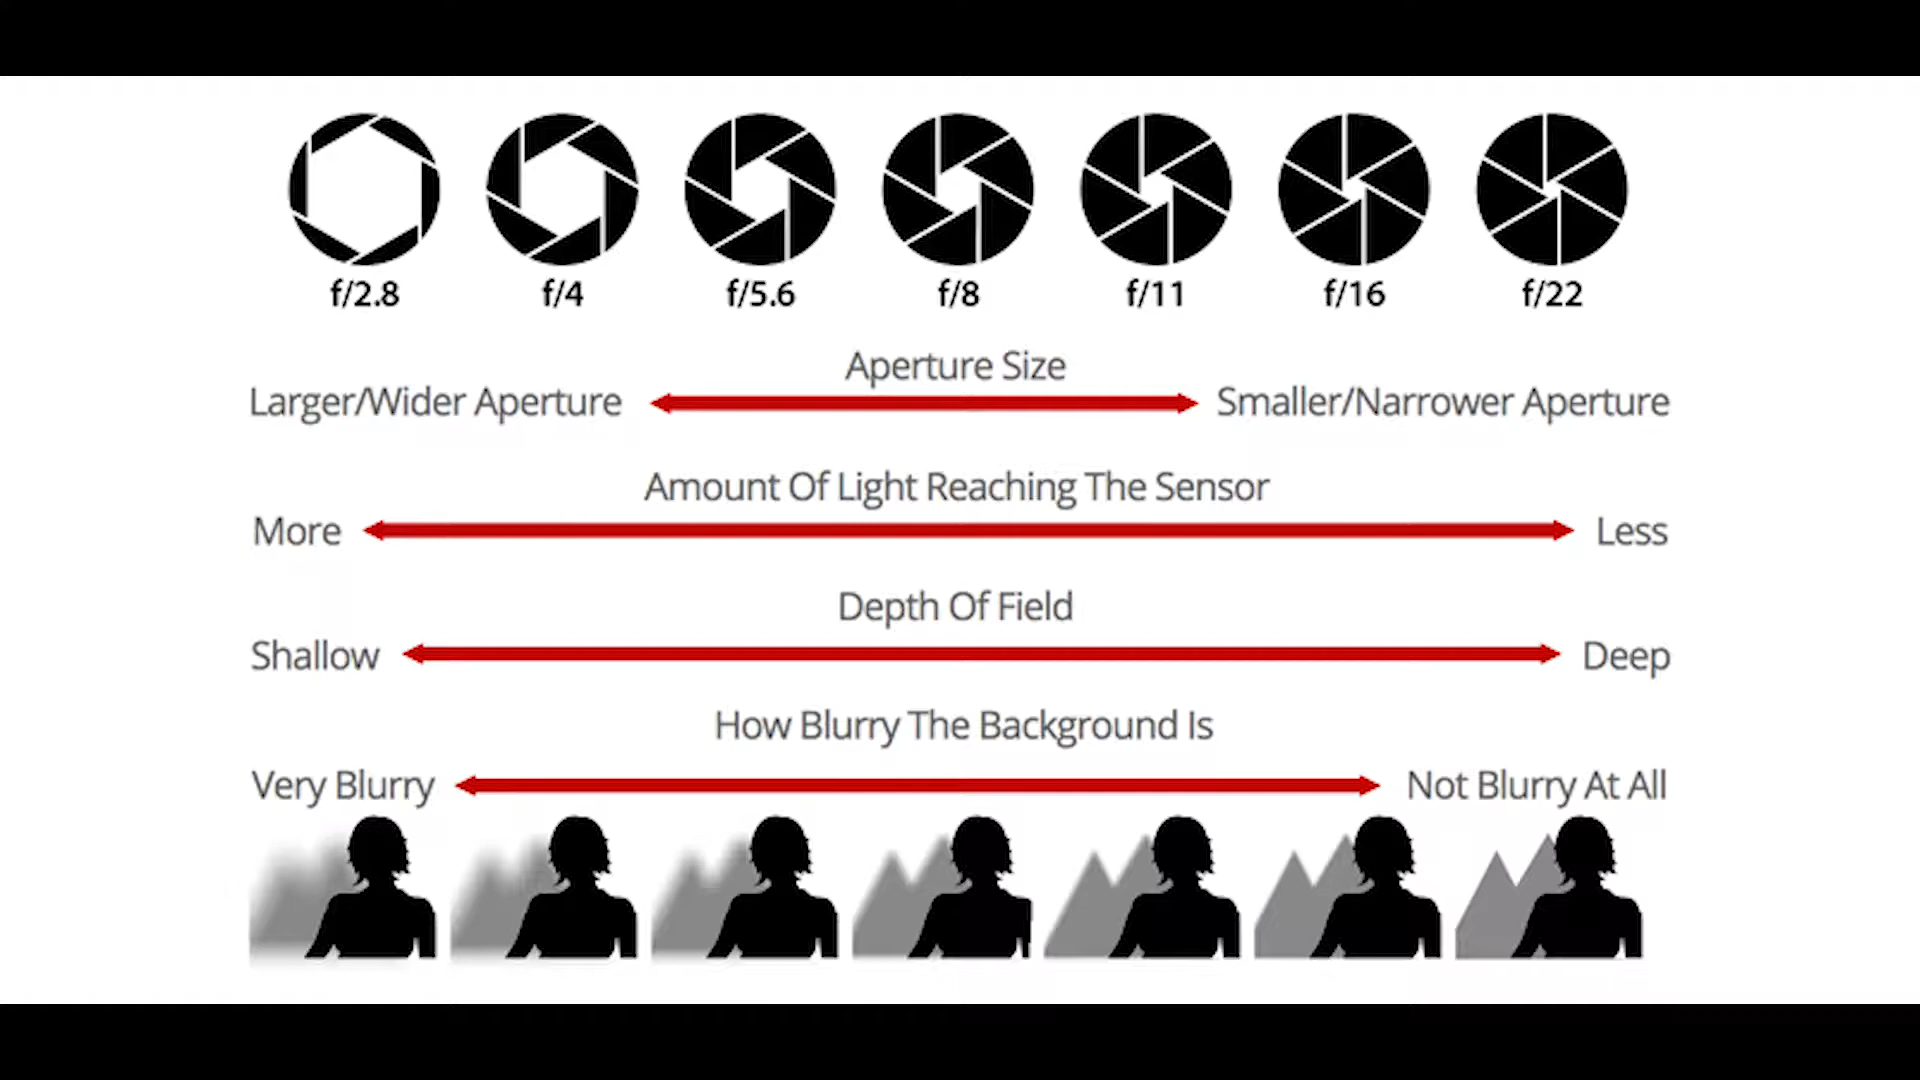 f/2.8 f/4 f/5.6 f/8 f/11 f/16 f/22
Aperture Size
Larger/Wider Aperture Smaller/Narrower Aperture
Amount Of Light Reaching The Sensor
More Less
Depth Of Field
Shallow Deep
How Blurry The Background Is
Very Blurry Not Blurry At All